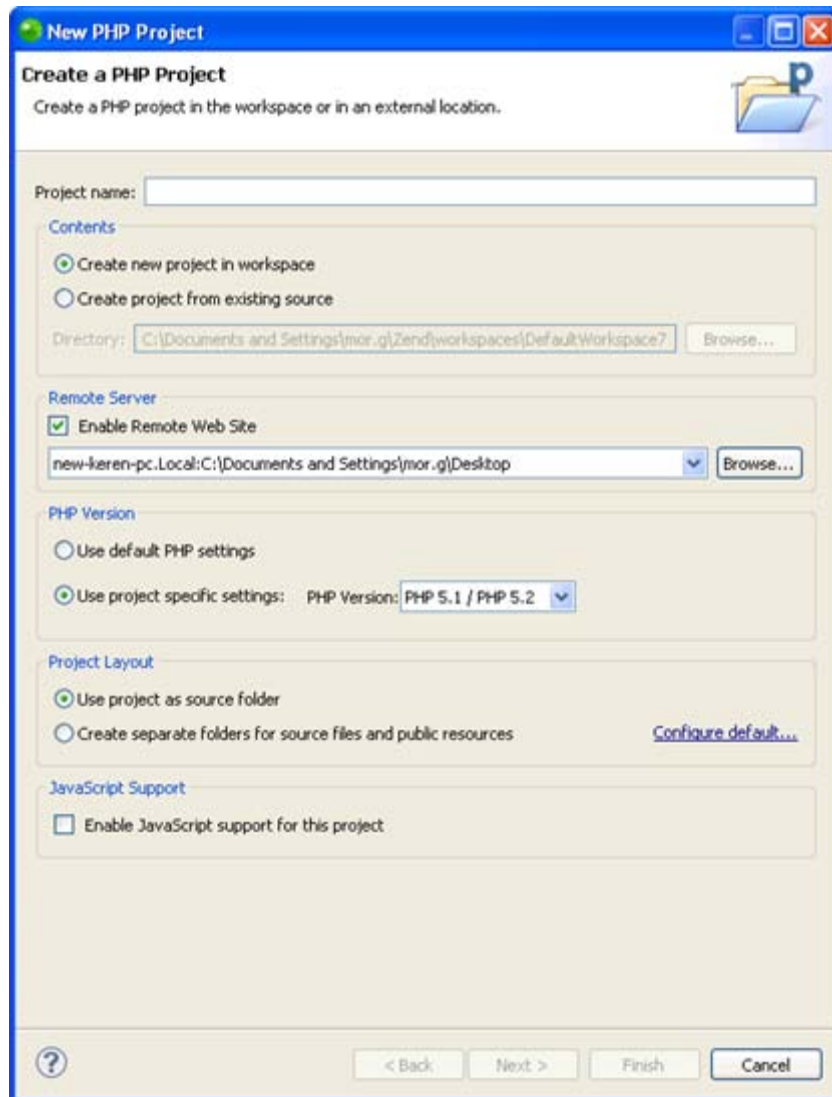 New PHP Project
Create a PHP Project
Create a PHP project in the workspace or in an external location.
p
Project name:
Contents
Create new project in workspace
Create project from existing source
Directory: C:\Documents and Settings\mor.g\Zend\workspaces\DefaultWorkspace7 Browse...
Remote Server
Enable Remote Web Site
new-keren-pc.Local:C:\Documents and Settings\mor.g\Desktop Browse...
PHP Version
Use default PHP settings
Use project specific settings: PHP Version: PHP 5.1 / PHP 5.2
Project Layout
Use project as source folder
Create separate folders for source files and public resources Configure default...
JavaScript Support
Enable JavaScript support for this project
? < Back Next > Finish Cancel